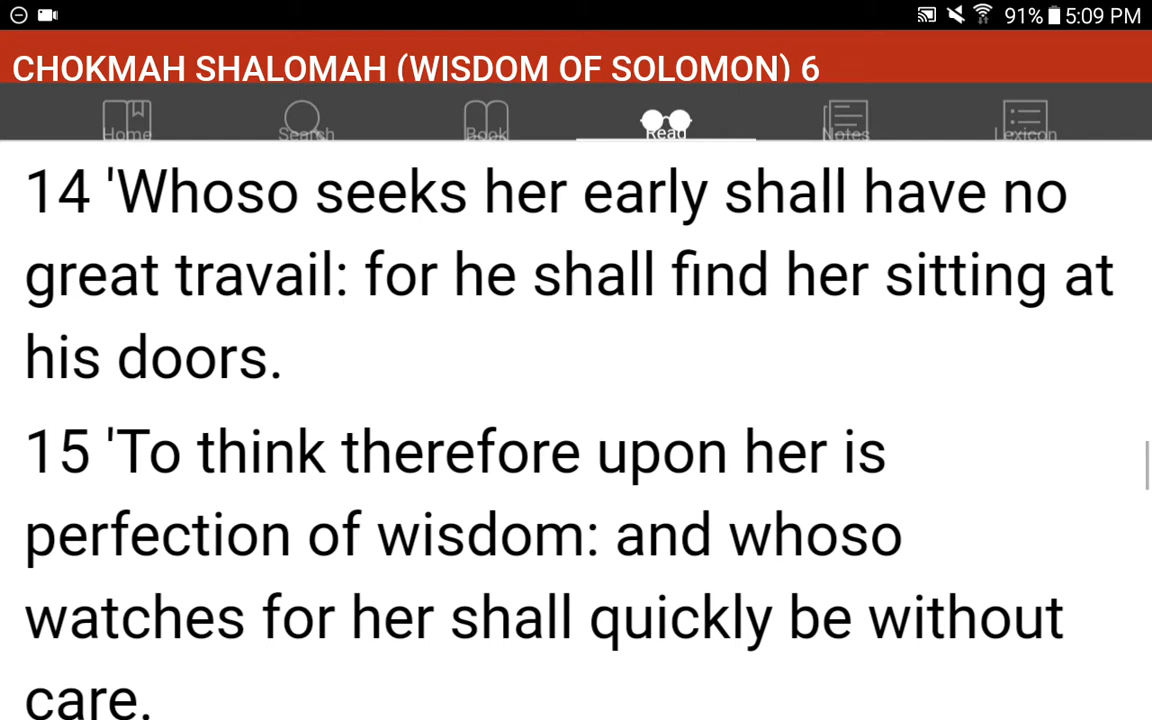 91% 5:09 PM
CHOKMAH SHALOMAH (WISDOM OF SOLOMON) 6
Home Search Book Read Notes Lexicon
14 'Whoso seeks her early shall have no
great travail: for he shall find her sitting at
his doors.
15 'To think therefore upon her is
perfection of wisdom: and whoso
watches for her shall quickly be without
care.